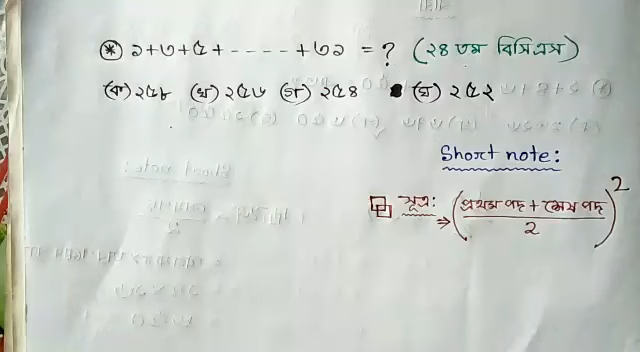 * ১+৩+৫+ - - - - - +৩১ = ? (২৪ তম বিসিএস)
(ক) ২৫৮ (খ) ২৫৬ (গ) ২৫৪ (ঘ) ২৫২
Short note:
সূত্র: ⇒ (প্রথম পদ + শেষ পদ / 2)²